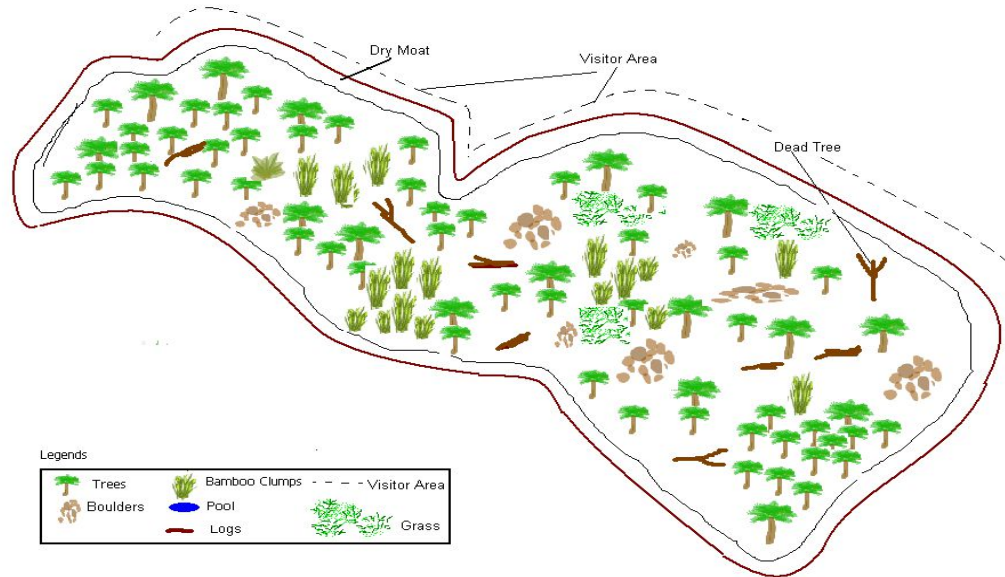 Dry Moat
Visitor Area
Dead Tree
Legends
Trees
Bamboo Clumps
Visitor Area
Boulders
Pool
Logs
Grass